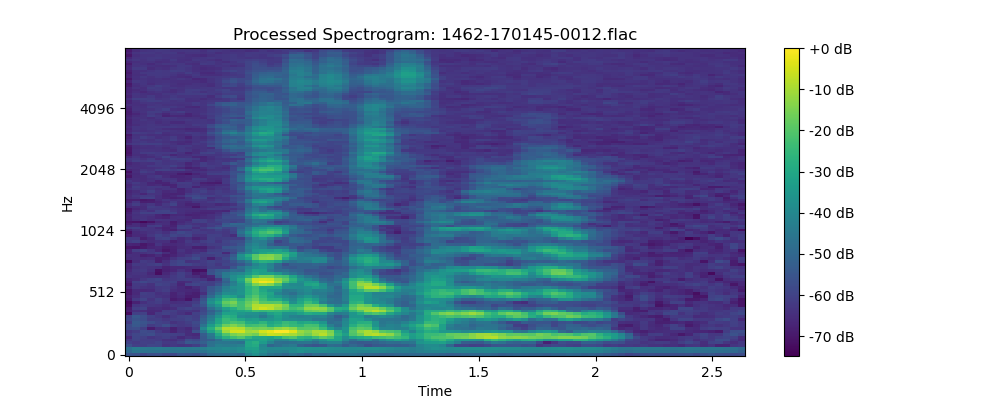 Processed Spectrogram: 1462-170145-0012.flac
Hz
4096
2048
1024
512
0
0
0.5
1
1.5
2
2.5
Time
+0 dB
-10 dB
-20 dB
-30 dB
-40 dB
-50 dB
-60 dB
-70 dB